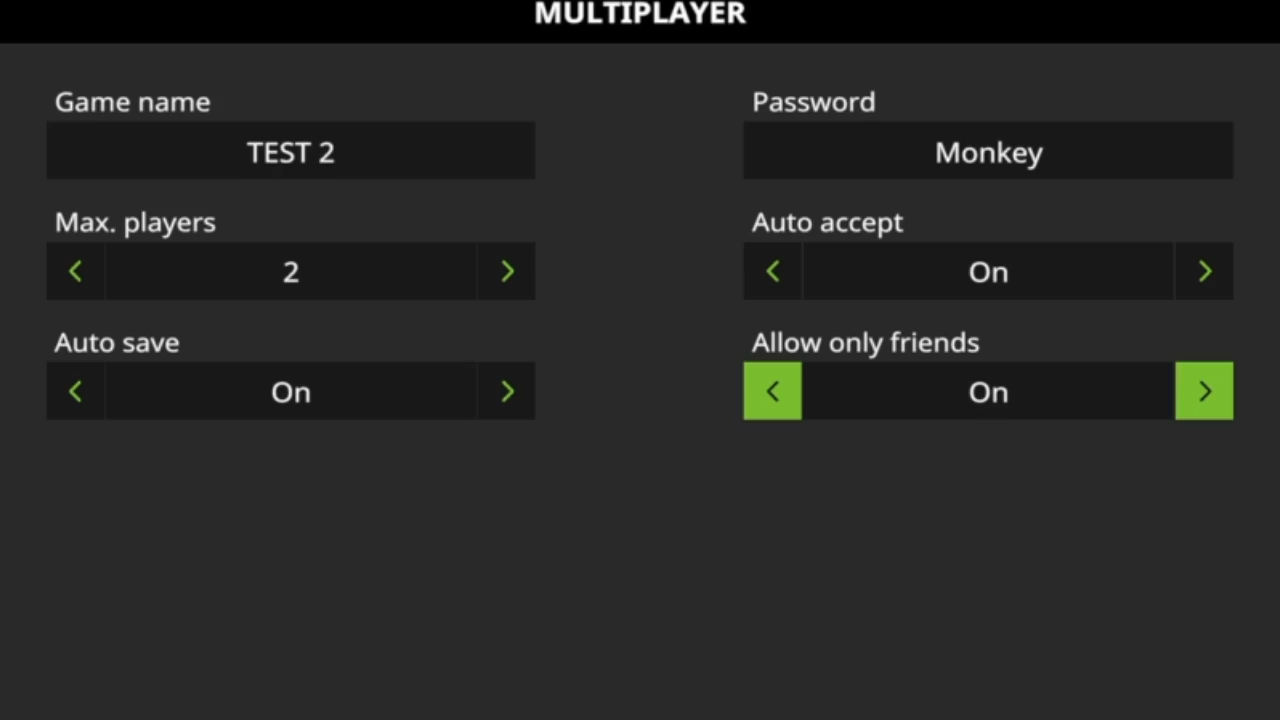 MULTIPLAYER
Game name
TEST 2
Password
Monkey
Max. players
2
Auto accept
On
Auto save
On
Allow only friends
On